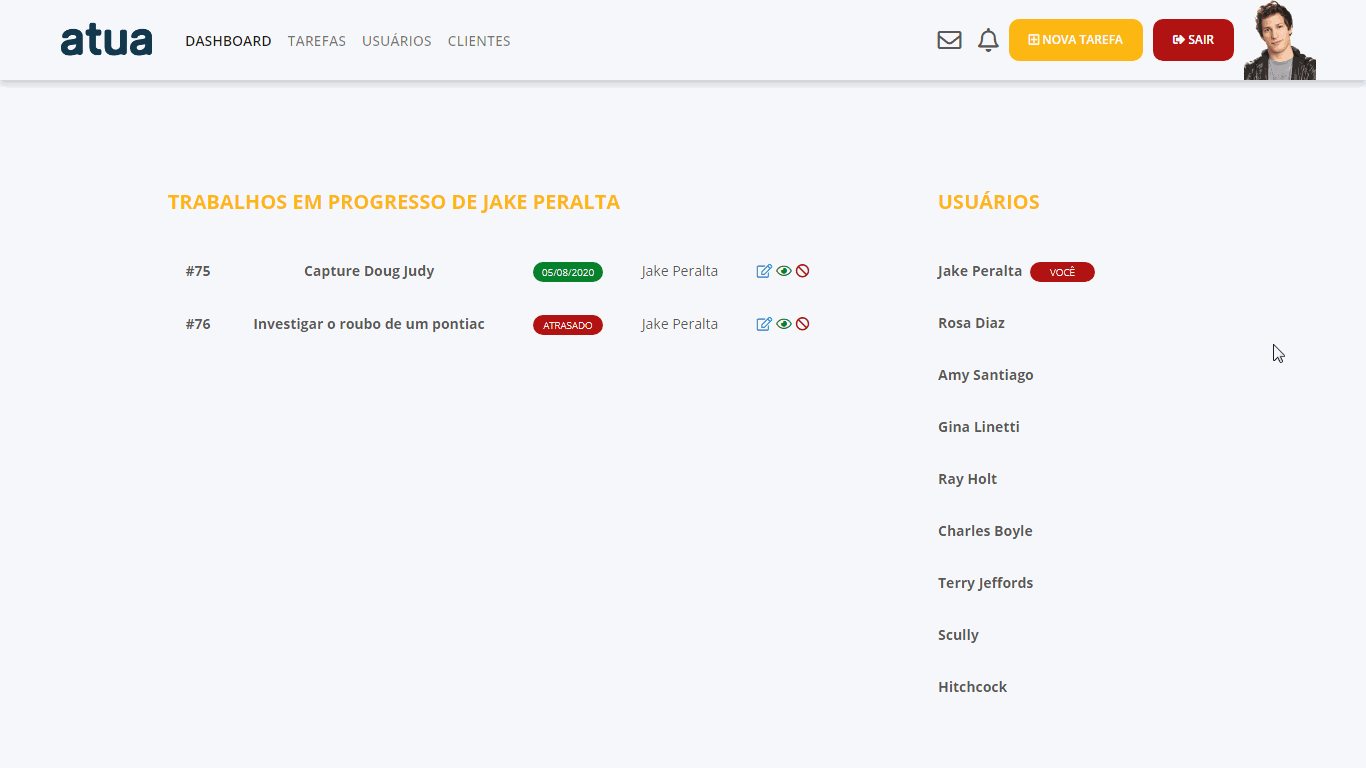 atua DASHBOARD TAREFAS USUÁRIOS CLIENTES NOVA TAREFA SAIR
TRABALHOS EM PROGRESSO DE JAKE PERALTA
#75 Capture Doug Judy 05/08/2020 Jake Peralta
#76 Investigar o roubo de um pontiac ATRASADO Jake Peralta
USUÁRIOS
Jake Peralta VOCÊ
Rosa Diaz
Amy Santiago
Gina Linetti
Ray Holt
Charles Boyle
Terry Jeffords
Scully
Hitchcock